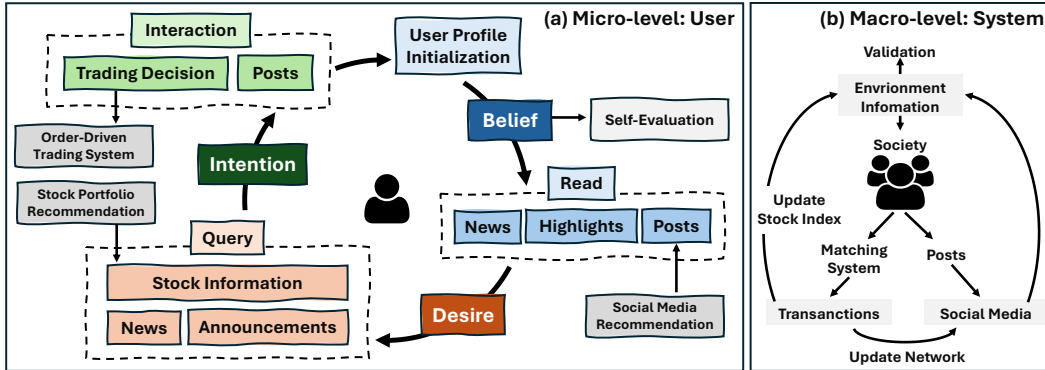 (a) Micro-level: User
Interaction
Trading Decision
Posts
User Profile
Initialization
Belief
Self-Evaluation
Order-Driven
Trading System
Intention
Stock Portfolio
Recommendation
Read
News
Highlights
Posts
Query
Stock Information
News
Announcements
Desire
Social Media
Recommendation
(b) Macro-level: System
Validation
Envrionment
Infomation
Society
Update
Stock Index
Matching
System
Posts
Transactions
Social Media
Update Network